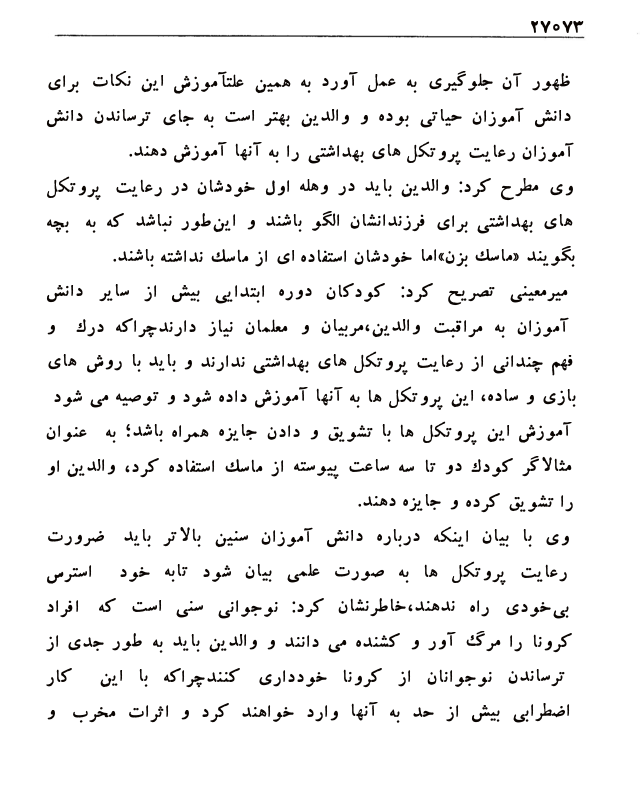 ۲۷۰۷۳
ظهور آن جلوگیری به عمل آورد به همین علتآموزش این نکات برای
دانش آموزان حیاتی بوده و والدین بهتر است به جای ترساندن دانش
آموزان رعایت پروتکل های بهداشتی را به آنها آموزش دهند.
وی مطرح کرد: والدین باید در وهله اول خودشان در رعایت پروتکل
های بهداشتی برای فرزندانشان الگو باشند و این‌طور نباشد که به بچه
بگویند «ماسک بزن»اما خودشان استفاده ای از ماسک نداشته باشند.
میرمعینی تصریح کرد: کودکان دوره ابتدایی بیش از سایر دانش
آموزان به مراقبت والدین،مربیان و معلمان نیاز دارندچراکه درک و
فهم چندانی از رعایت پروتکل های بهداشتی ندارند و باید با روش های
بازی و ساده، این پروتکل ها به آنها آموزش داده شود و توصیه می شود
آموزش این پروتکل ها با تشویق و دادن جایزه همراه باشد؛ به عنوان
مثالاگر کودک دو تا سه ساعت پیوسته از ماسک استفاده کرد، والدین او
را تشویق کرده و جایزه دهند.
وی با بیان اینکه درباره دانش آموزان سنین بالاتر باید ضرورت
رعایت پروتکل ها به صورت علمی بیان شود تابه خود استرس
بی‌خودی راه ندهند،خاطرنشان کرد: نوجوانی سنی است که افراد
کرونا را مرگ آور و کشنده می دانند و والدین باید به طور جدی از
ترساندن نوجوانان از کرونا خودداری کنندچراکه با این کار
اضطرابی بیش از حد به آنها وارد خواهند کرد و اثرات مخرب و